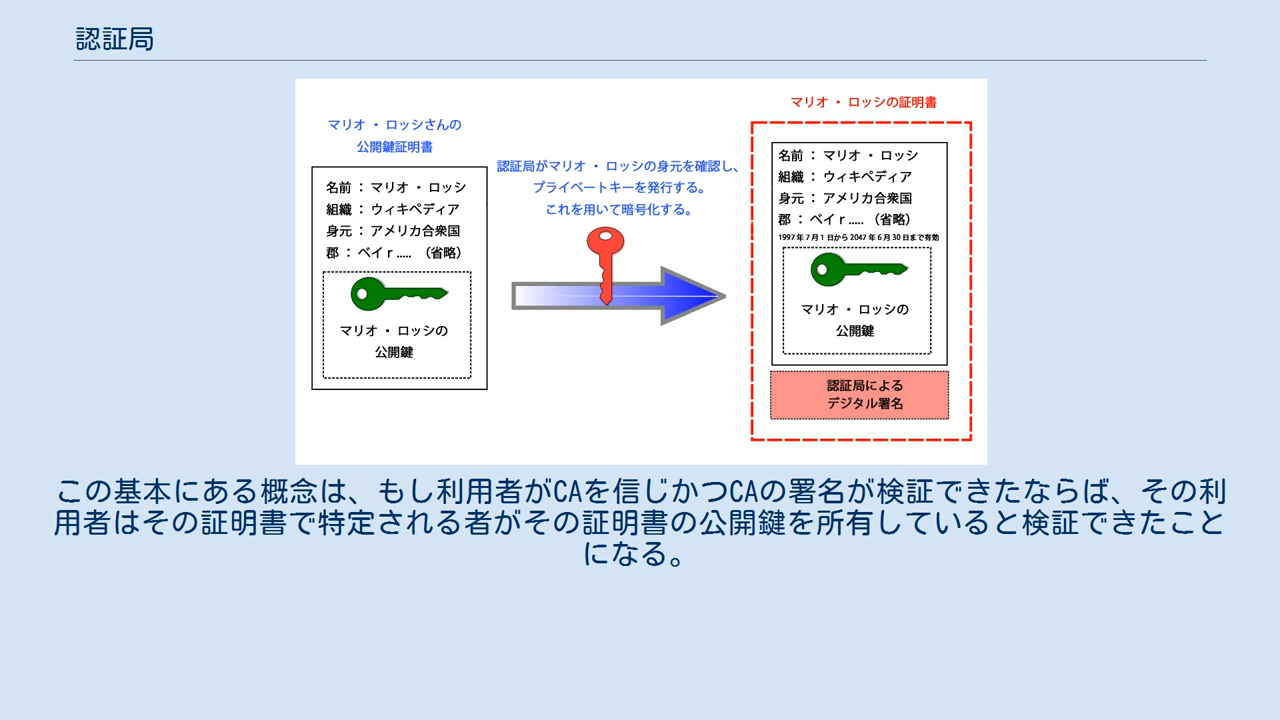 認証局
マリオ・ロッシさんの
公開鍵証明書
名前：マリオ・ロッシ
組織：ウィキペディア
身元：アメリカ合衆国
郡：ベイｒ.....（省略）
マリオ・ロッシの
公開鍵
認証局がマリオ・ロッシの身元を確認し、
プライベートキーを発行する。
これを用いて暗号化する。
マリオ・ロッシの証明書
名前：マリオ・ロッシ
組織：ウィキペディア
身元：アメリカ合衆国
郡：ベイｒ.....（省略）
1997年7月1日から2047年6月30日まで有効
マリオ・ロッシの
公開鍵
認証局による
デジタル署名
この基本にある概念は、もし利用者がCAを信じかつCAの署名が検証できたならば、その利
用者はその証明書で特定される者がその証明書の公開鍵を所有していると検証できたこと
になる。